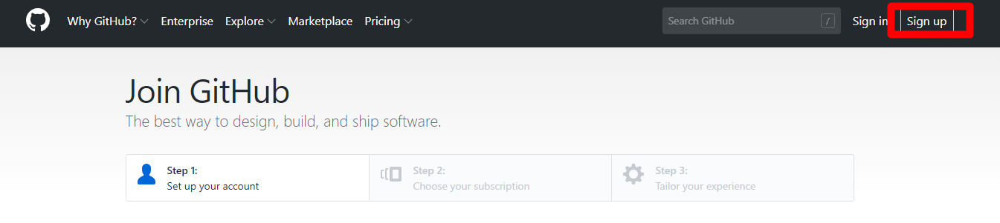 Why GitHub? Enterprise Explore Marketplace Pricing Search GitHub / Sign in Sign up
Join GitHub
The best way to design, build, and ship software.
Step 1:
Set up your account
Step 2:
Choose your subscription
Step 3:
Tailor your experience